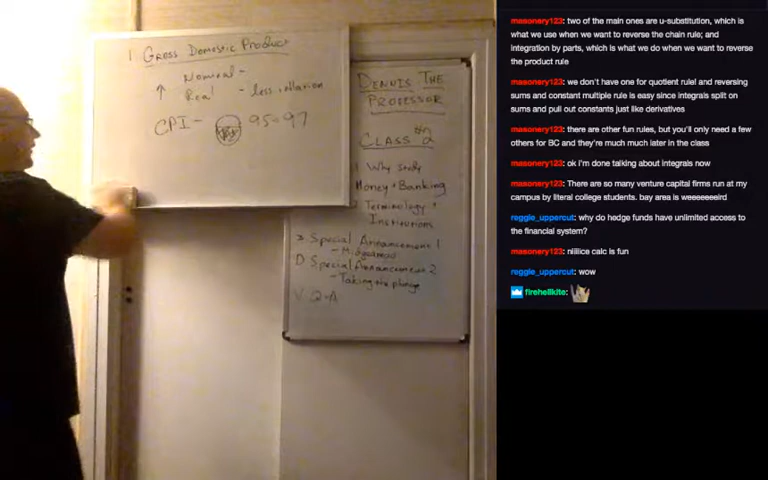 1 Gross Domestic Product
Nominal -
↑ Real - less inflation
CPI - 95-97
DENNIS THE
PROFESSOR
CLASS
1 Why Study
Money & Banking
2 Terminology &
Institutions
3 Special Announcement 1
D Special Announcement 2
- Taking the plunge
V. Q-A
masonery123: two of the main ones are u-substitution, which is
what we use when we want to reverse the chain rule; and
integration by parts, which is what we do when we want to reverse
the product rule
masonery123: we don't have one for quotient rule! and reversing
sums and constant multiple rule is easy since integrals split on
sums and pull out constants just like derivatives
masonery123: there are other fun rules, but you'll only need a few
others for BC and they're much much later in the class
masonery123: ok i'm done talking about integrals now
masonery123: There are so many venture capital firms run at my
campus by literal college students. bay area is weeeeeeeird
reggie_uppercut: why do hedge funds have unlimited access to
the financial system?
masonery123: niiiice calc is fun
reggie_uppercut: wow
firehellkite: